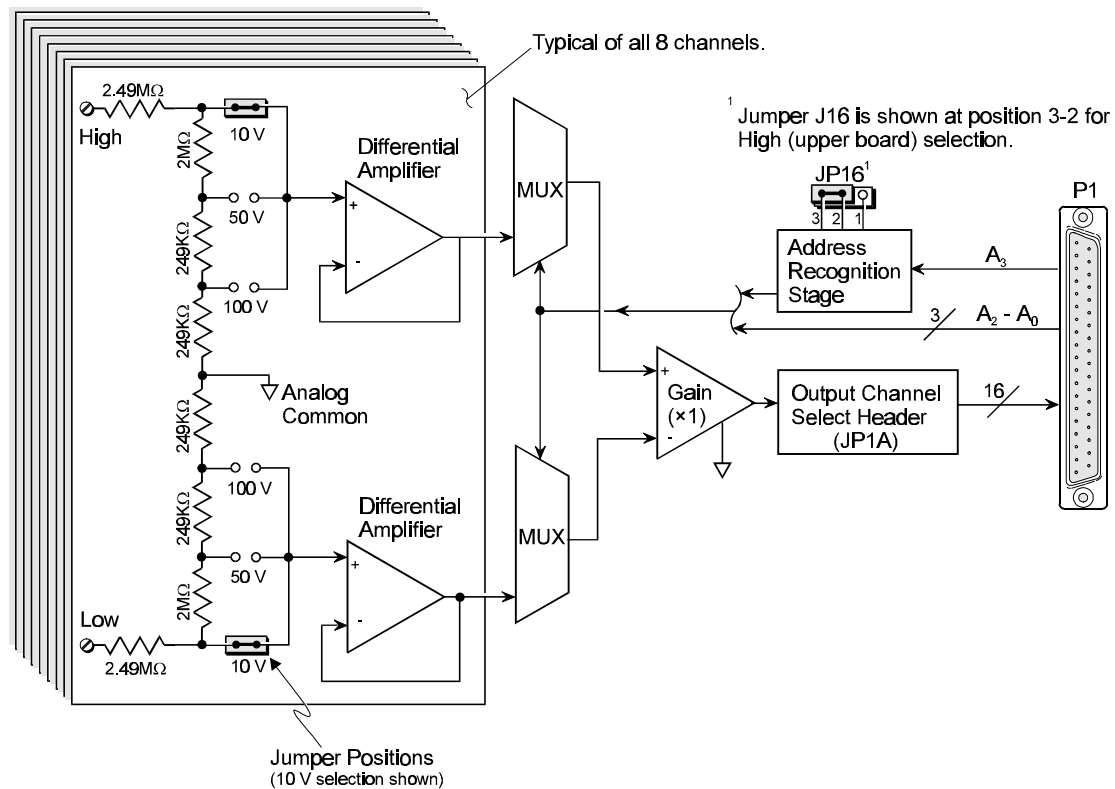 Typical of all 8 channels.
2.49MΩ
High
10 V
2MΩ
50 V
249KΩ
100 V
249KΩ
Analog
Common
249KΩ
100 V
249KΩ
50 V
2MΩ
Low
2.49MΩ
10 V
Differential
Amplifier
+
-
Differential
Amplifier
+
-
Jumper Positions
(10 V selection shown)
MUX
MUX
1 Jumper J16 is shown at position 3-2 for
High (upper board) selection.
JP16¹
3 2 1
Address
Recognition
Stage
A₃
3
A₂ - A₀
P1
+
Gain
(×1)
-
Output Channel
Select Header
(JP1A)
16